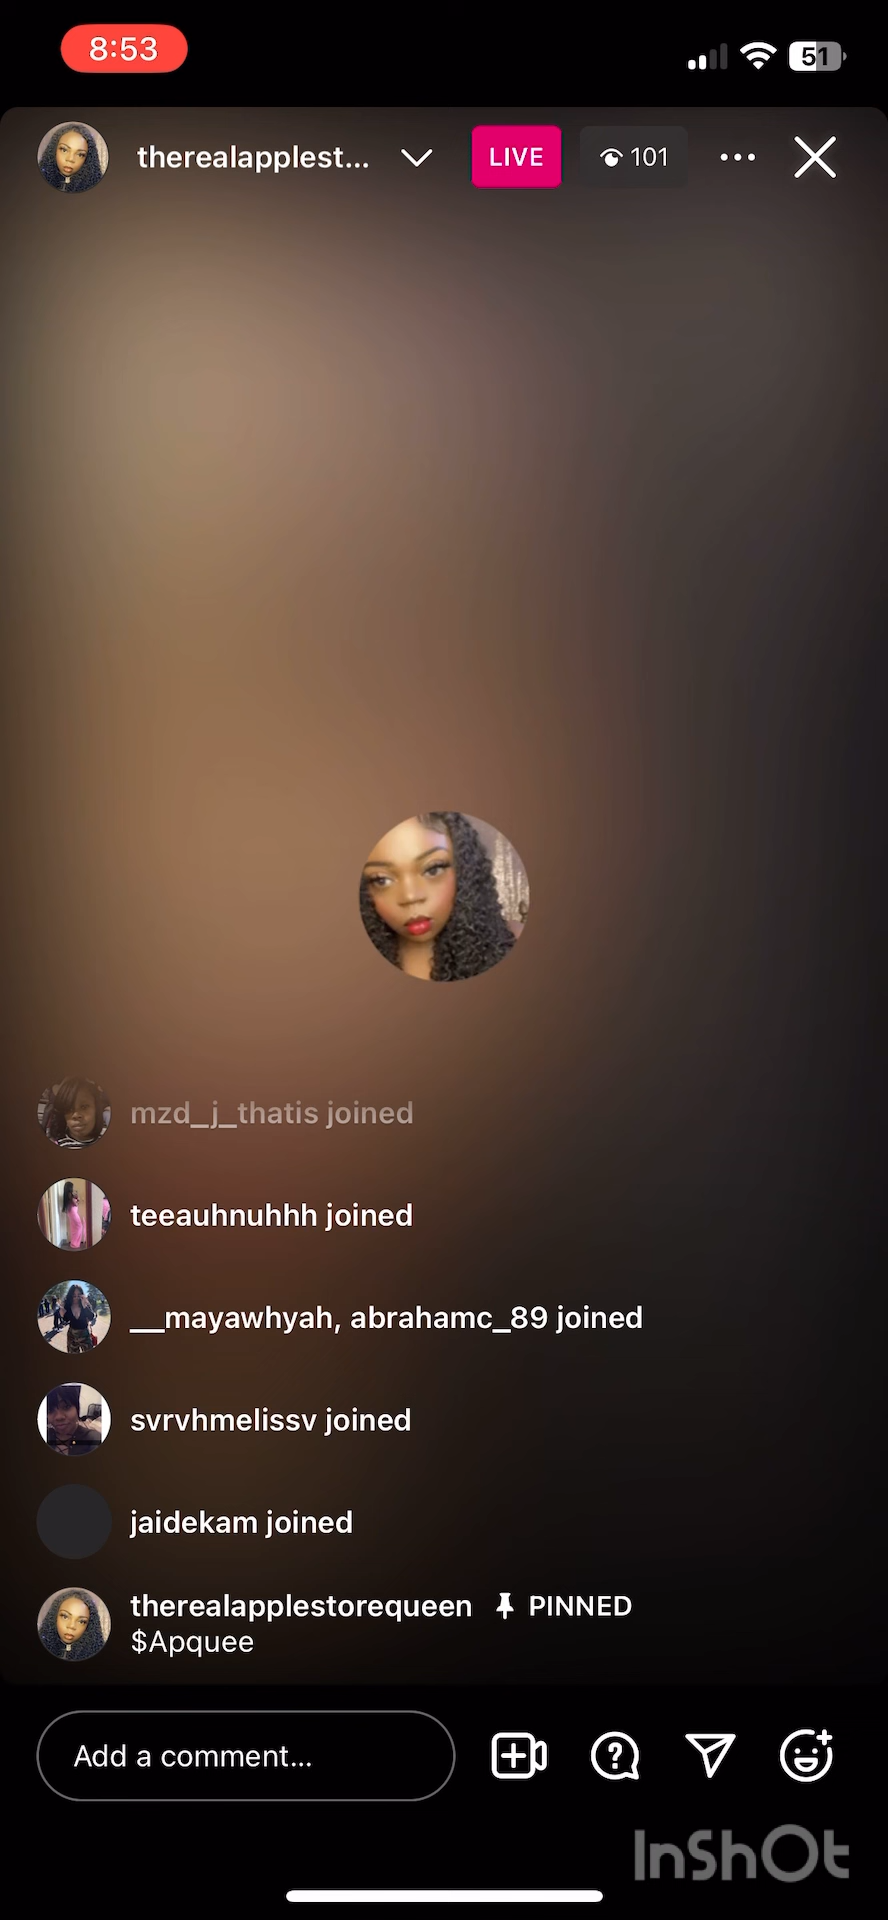 8:53
51
therealapplest...
LIVE
101
mzd_j_thatis joined
teeauhnuhhh joined
__mayawhyah, abrahamc_89 joined
svrvhmelissv joined
jaidekam joined
therealapplestorequeen PINNED
$Apquee
Add a comment...
InShOt